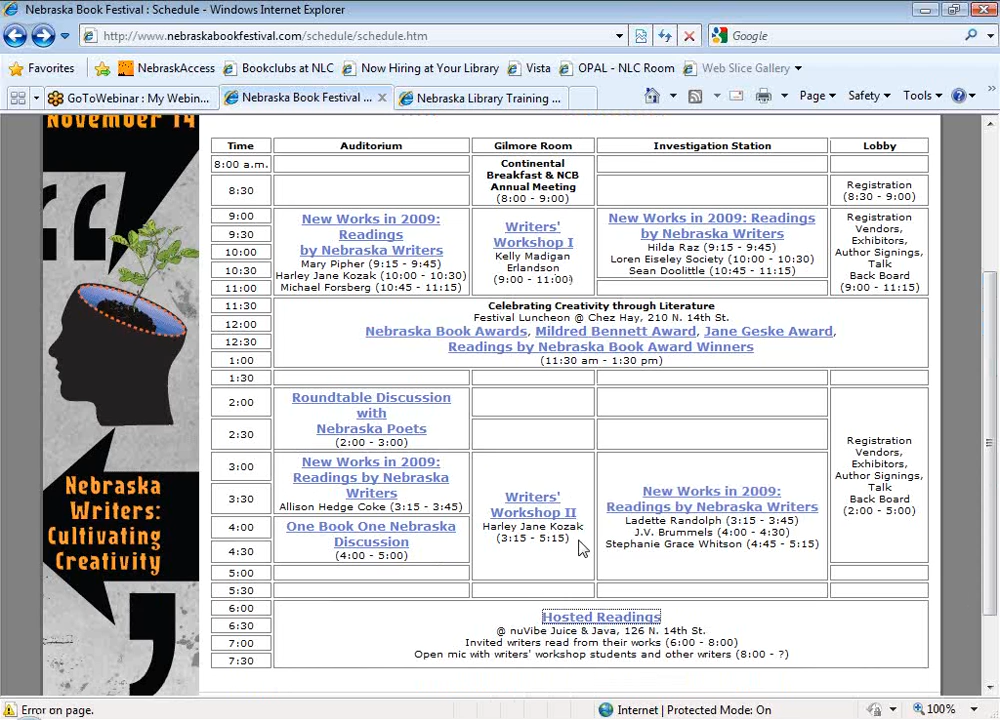 Nebraska Book Festival : Schedule - Windows Internet Explorer
http://www.nebraskabookfestival.com/schedule/schedule.htm
Google
Favorites
NebraskAccess
Bookclubs at NLC
Now Hiring at Your Library
Vista
OPAL - NLC Room
Web Slice Gallery
GoToWebinar : My Webin...
Nebraska Book Festival ...
Nebraska Library Training ...
Page
Safety
Tools
November 14
Time
Auditorium
Gilmore Room
Investigation Station
Lobby
8:00 a.m.
Continental
Breakfast & NCB
Annual Meeting
(8:00 - 9:00)
8:30
Registration
(8:30 - 9:00)
9:00
9:30
10:00
10:30
11:00
New Works in 2009:
Readings
by Nebraska Writers
Mary Pipher (9:15 - 9:45)
Harley Jane Kozak (10:00 - 10:30)
Michael Forsberg (10:45 - 11:15)
Writers'
Workshop I
Kelly Madigan
Erlandson
(9:00 - 11:00)
New Works in 2009: Readings
by Nebraska Writers
Hilda Raz (9:15 - 9:45)
Loren Eiseley Society (10:00 - 10:30)
Sean Doolittle (10:45 - 11:15)
Registration
Vendors,
Exhibitors,
Author Signings,
Talk
Back Board
(9:00 - 11:15)
11:30
12:00
12:30
1:00
Celebrating Creativity through Literature
Festival Luncheon @ Chez Hay, 210 N. 14th St.
Nebraska Book Awards, Mildred Bennett Award, Jane Geske Award,
Readings by Nebraska Book Award Winners
(11:30 am - 1:30 pm)
1:30
2:00
2:30
Roundtable Discussion
with
Nebraska Poets
(2:00 - 3:00)
Registration
Vendors,
Exhibitors,
Author Signings,
Talk
Back Board
(2:00 - 5:00)
3:00
3:30
New Works in 2009:
Readings by Nebraska
Writers
Allison Hedge Coke (3:15 - 3:45)
Writers'
Workshop II
Harley Jane Kozak
(3:15 - 5:15)
New Works in 2009:
Readings by Nebraska Writers
Ladette Randolph (3:15 - 3:45)
J.V. Brummels (4:00 - 4:30)
Stephanie Grace Whitson (4:45 - 5:15)
4:00
4:30
One Book One Nebraska
Discussion
(4:00 - 5:00)
5:00
5:30
6:00
6:30
7:00
7:30
Hosted Readings
@ nuVibe Juice & Java, 126 N. 14th St.
Invited writers read from their works (6:00 - 8:00)
Open mic with writers' workshop students and other writers (8:00 - ?)
Nebraska
Writers:
Cultivating
Creativity
Error on page.
Internet | Protected Mode: On
100%